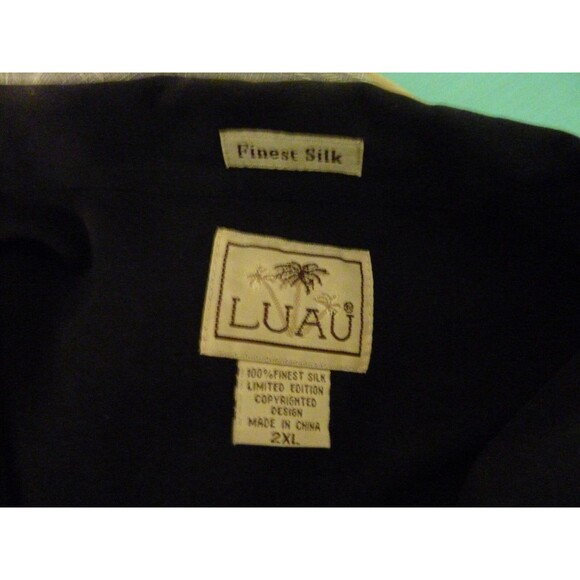 Finest Silk
LUAU®
100% FINEST SILK
LIMITED EDITION
COPYRIGHTED
DESIGN
MADE IN CHINA
2XL